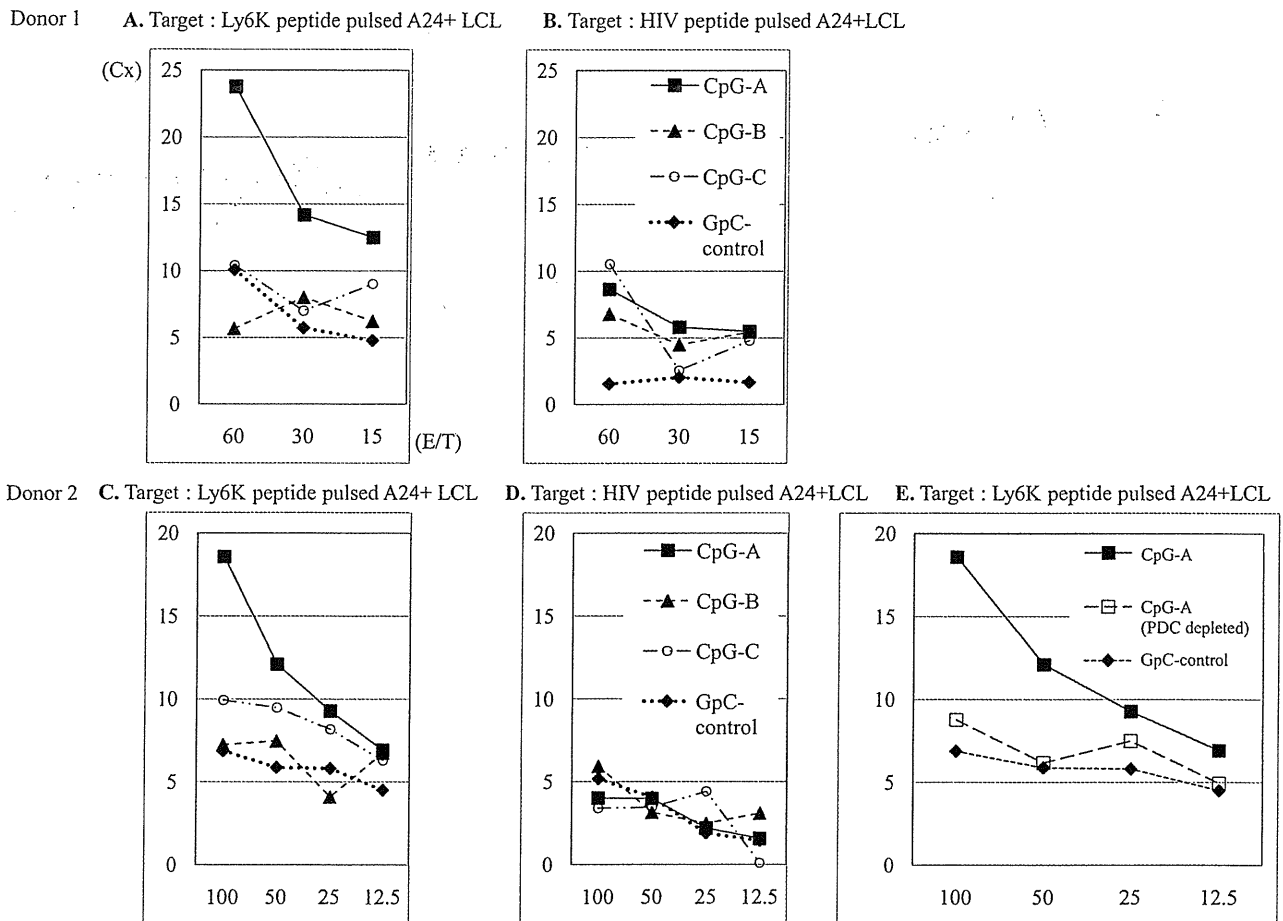 Donor 1 A. Target : Ly6K peptide pulsed A24+ LCL B. Target : HIV peptide pulsed A24+LCL
(Cx)
25
20
15
10
5
0
60 30 15 (E/T)
25
20
15
10
5
0
60 30 15
CpG-A
CpG-B
CpG-C
GpC-
control
Donor 2 C. Target : Ly6K peptide pulsed A24+ LCL D. Target : HIV peptide pulsed A24+LCL E. Target : Ly6K peptide pulsed A24+LCL
20
15
10
5
0
100 50 25 12.5
20
15
10
5
0
100 50 25 12.5
CpG-A
CpG-B
CpG-C
GpC-
control
20
15
10
5
0
100 50 25 12.5
CpG-A
CpG-A
(PDC depleted)
GpC-control